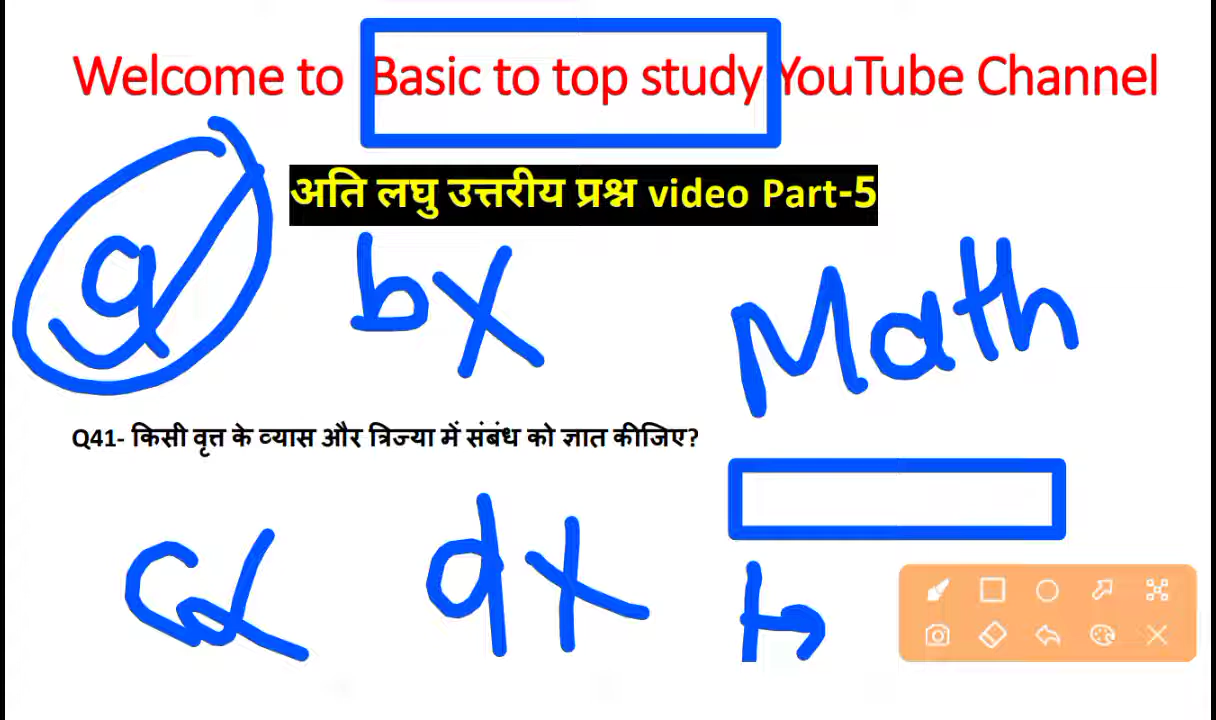 Welcome to Basic to top study YouTube Channel
अति लघु उत्तरीय प्रश्न video Part-5
a bx Math
Q41- किसी वृत्त के व्यास और त्रिज्या में संबंध को ज्ञात कीजिए?
dx